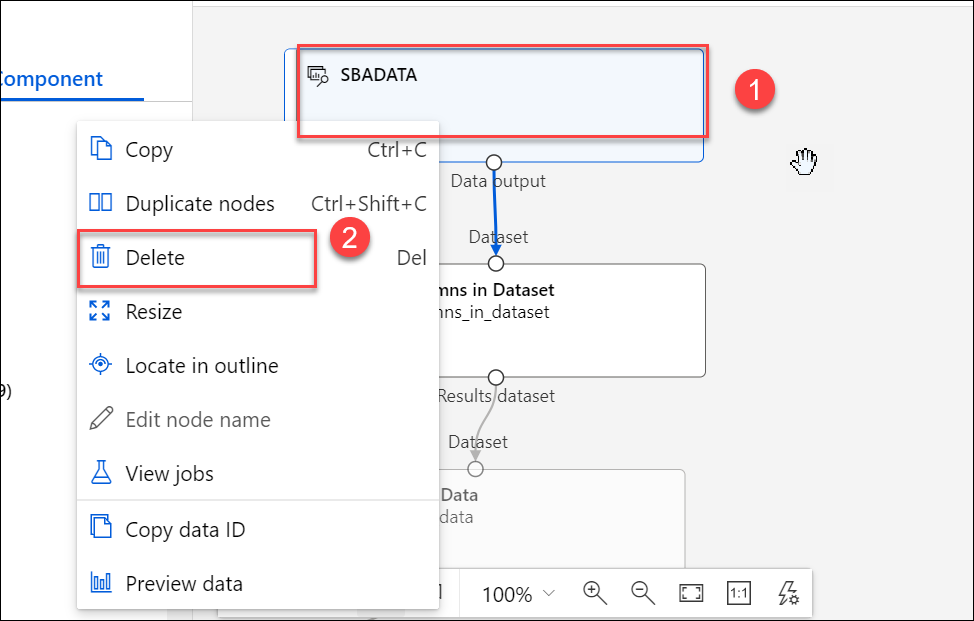 omponent
SBADATA
1
Copy Ctrl+C
Data output
Duplicate nodes Ctrl+Shift+C
2
Dataset
Delete Del
mns in Dataset
Resize
nns_in_dataset
Locate in outline
9)
Results dataset
Edit node name
Dataset
View jobs
Data
data
Copy data ID
Preview data
100%
1:1